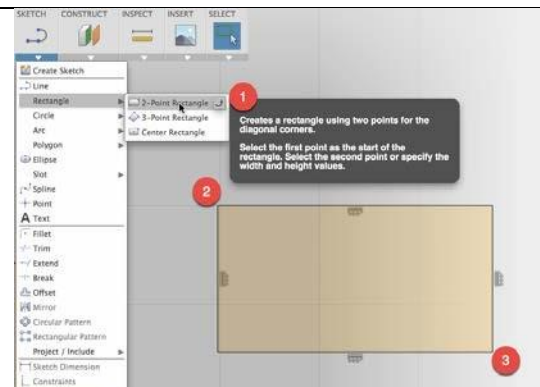 SKETCH CONSTRUCT INSPECT INSERT SELECT
Create Sketch
Line
Rectangle
Circle
Arc
Polygon
Ellipse
Slot
Spline
Point
A Text
Fillet
Trim
Extend
Break
Offset
Mirror
Circular Pattern
Rectangular Pattern
Project / Include
Sketch Dimension
Constraints
2-Point Rectangle
3-Point Rectangle
Center Rectangle
1
Creates a rectangle using two points for the
diagonal corners.
Select the first point as the start of the
rectangle. Select the second point or specify the
width and height values.
2
3